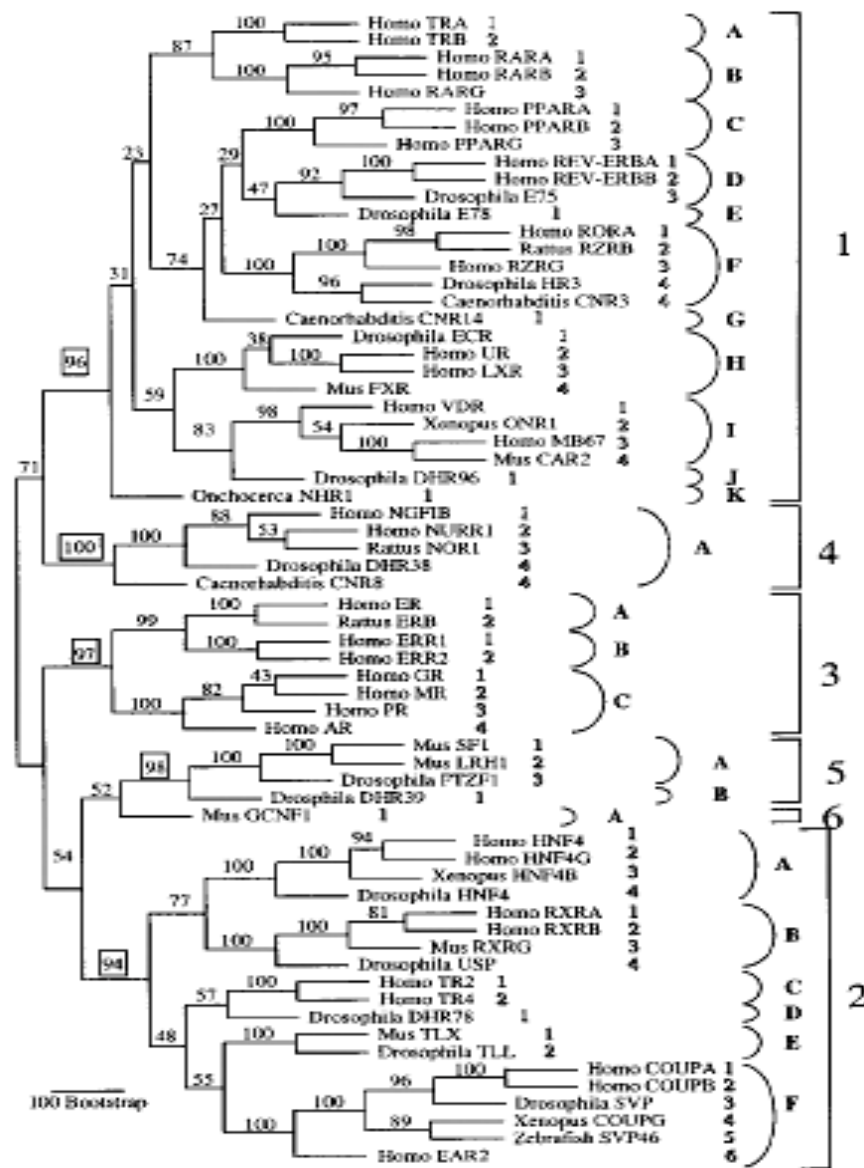 100 Homo TRA 1
Homo TRB 2 A
87
95 Homo RARA 1
100 Homo RARB 2 B
Homo RARG 3
97 Homo PPARA 1
100 Homo PPARB 2 C
23 29 Homo PPARG 3
100 Homo REV-ERBA 1
92 Homo REV-ERBB 2 D
47 Drosophila E75 3
Drosophila E78 1 E
27
98 Homo RORA 1
100 Rattus RZRB 2
74 100 Homo RZRG 3 F 1
96 Drosophila HR3 4
31 Caenorhabditis CNR3 4
Caenorhabditis CNR14 1 G
38 Drosophila ECR 1
100 100 Homo UR 2
96 Homo LXR 3 H
59 Mus FXR 4
98 Homo VDR 1
54 Xenopus ONR1 2
83 100 Homo MB67 3 I
Mus CAR2 4
71 Drosophila DHR96 1 J
Onchocerca NHR1 1 K
88 Homo NGFIB 1
100 53 Homo NURR1 2
100 Rattus NOR1 3 A 4
Drosophila DHR38 4
Caenorhabditis CNR8 4
100 Homo ER 1
99 Rattus ERB 2 A
100 Homo ERR1 1
97 Homo ERR2 2 B
43 Homo GR 1 3
82 Homo MR 2
100 Homo PR 3 C
Homo AR 4
100 Mus SF1 1
98 100 Mus LRH1 2 A
Drosophila FTZF1 3 5
52 Drosophila DHR39 1 B
Mus GCNF1 1 A 6
54
94 Homo HNF4 1
100 Homo HNF4G 2
100 Xenopus HNF4B 3 A
77 Drosophila HNF4 4
81 Homo RXRA 1
100 Homo RXRB 2
100 Mus RXRG 3 B
94 Drosophila USP 4
100 Homo TR2 1
57 Homo TR4 2 C 2
Drosophila DHR78 1 D
48 100 Mus TLX 1
Drosophila TLL 2 E
55
100 Homo COUPA 1
96 Homo COUPB 2
100 Drosophila SVP 3 F
89 Xenopus COUPG 4
100 Zebrafish SVP46 5
Homo EAR2 6
100 Bootstrap